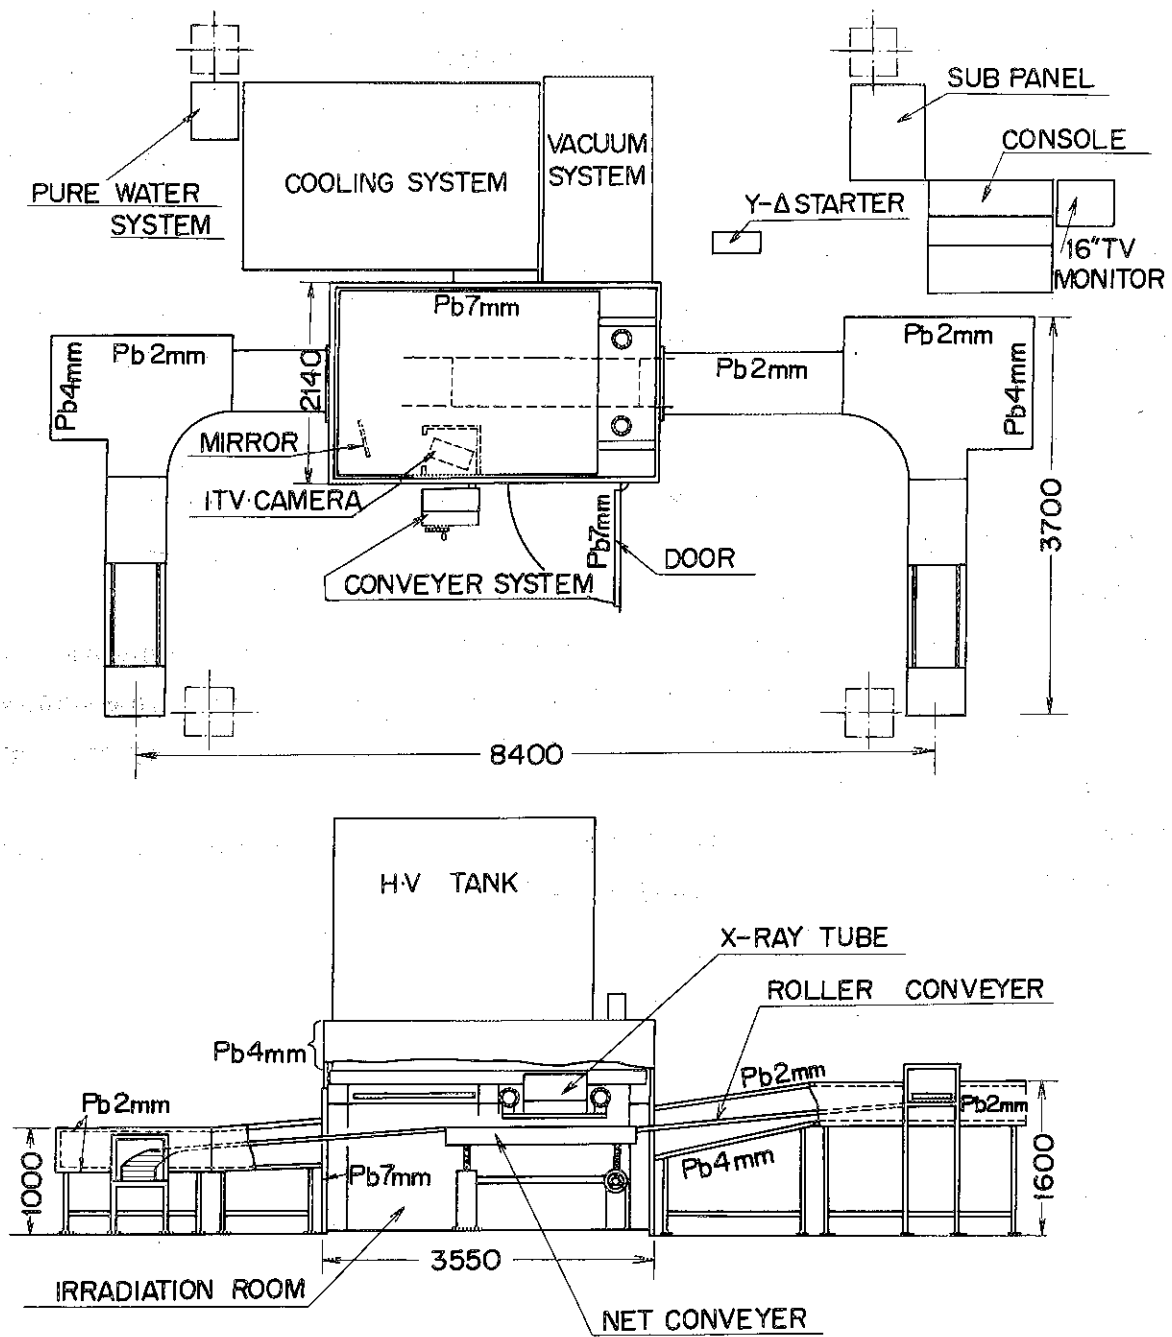 SUB PANEL
CONSOLE
VACUUM
SYSTEM
COOLING SYSTEM
PURE WATER
SYSTEM
Y-Δ STARTER
16"TV
MONITOR
Pb7mm
Pb2mm
Pb4mm
2140
Pb2mm
Pb2mm
Pb4mm
MIRROR
ITV·CAMERA
Pb7mm
DOOR
CONVEYER SYSTEM
3700
8400
H·V TANK
X-RAY TUBE
ROLLER CONVEYER
Pb4mm
Pb2mm
Pb2mm
Pb2mm
Pb7mm
Pb4mm
1000
1600
3550
IRRADIATION ROOM
NET CONVEYER